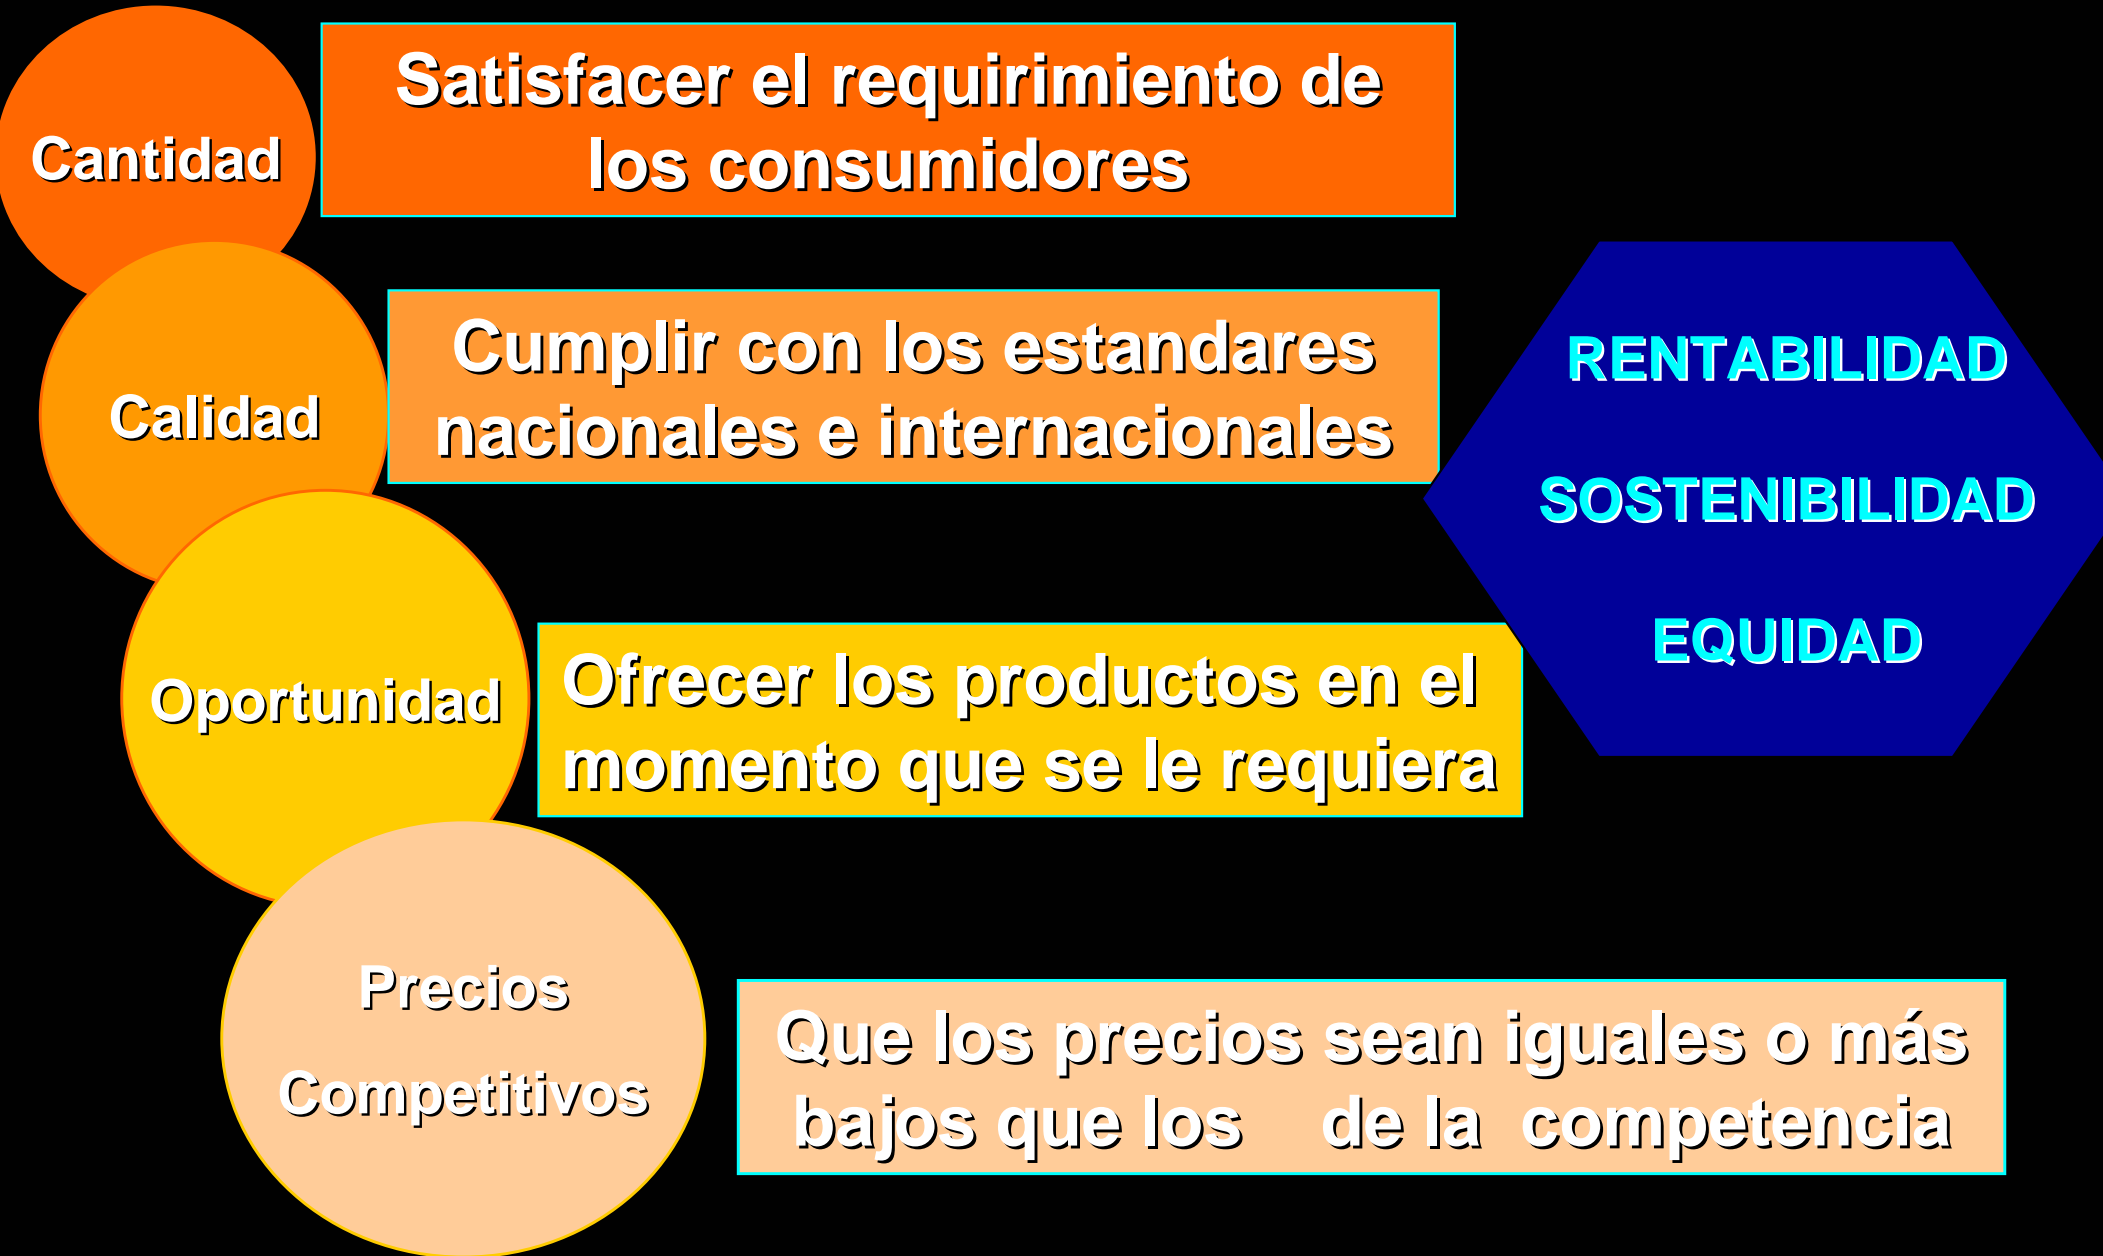 Cantidad
Satisfacer el requirimiento de
los consumidores
Calidad
Cumplir con los estandares
nacionales e internacionales
RENTABILIDAD
SOSTENIBILIDAD
EQUIDAD
Oportunidad
Ofrecer los productos en el
momento que se le requiera
Precios
Competitivos
Que los precios sean iguales o más
bajos que los de la competencia